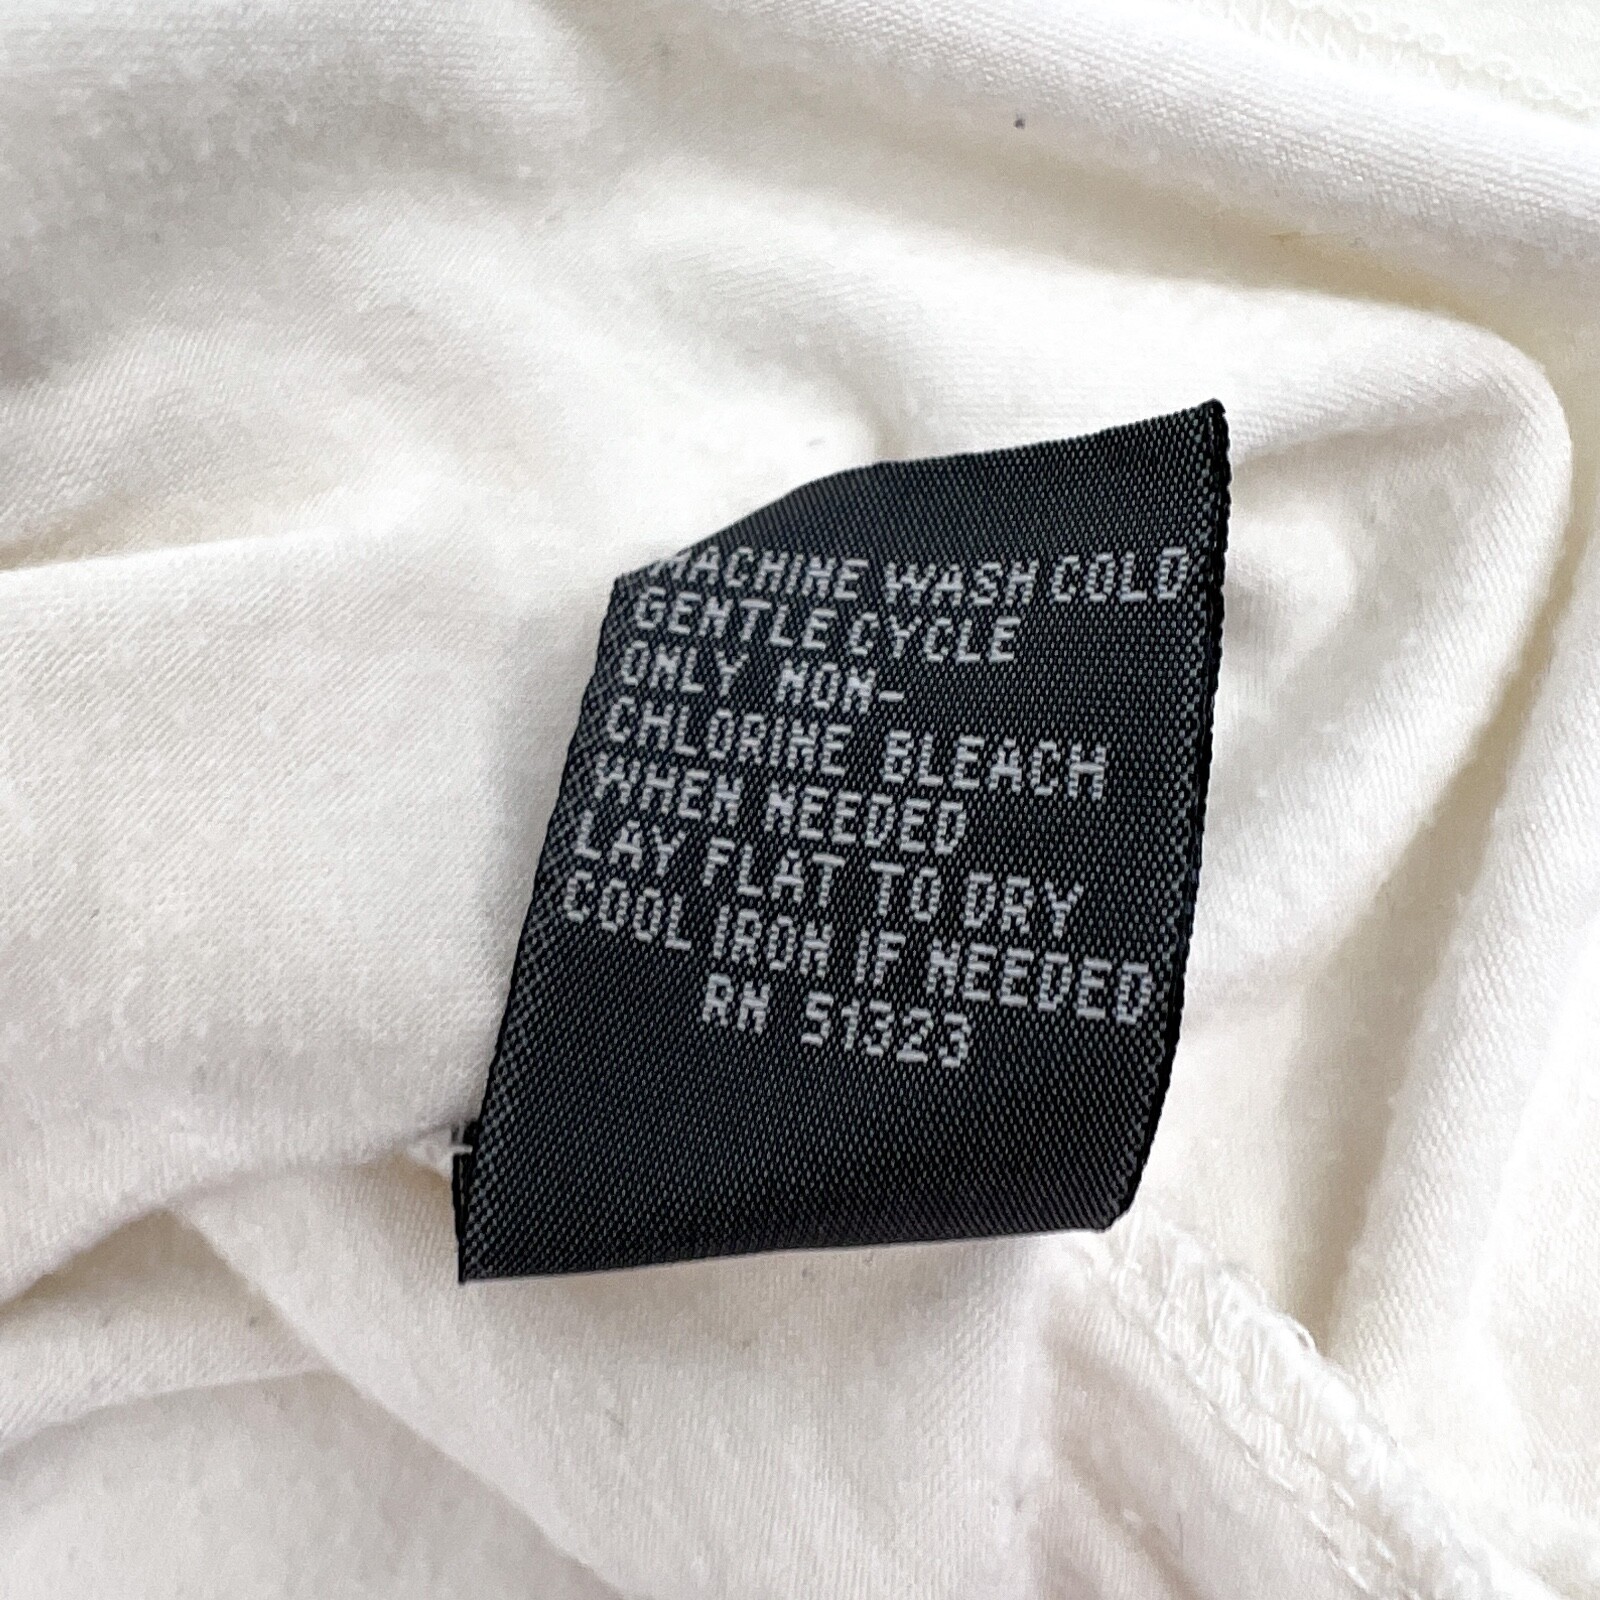 MACHINE WASH COLD
GENTLE CYCLE
ONLY NON-
CHLORINE BLEACH
WHEN NEEDED
LAY FLAT TO DRY
COOL IRON IF NEEDED
RN 51323